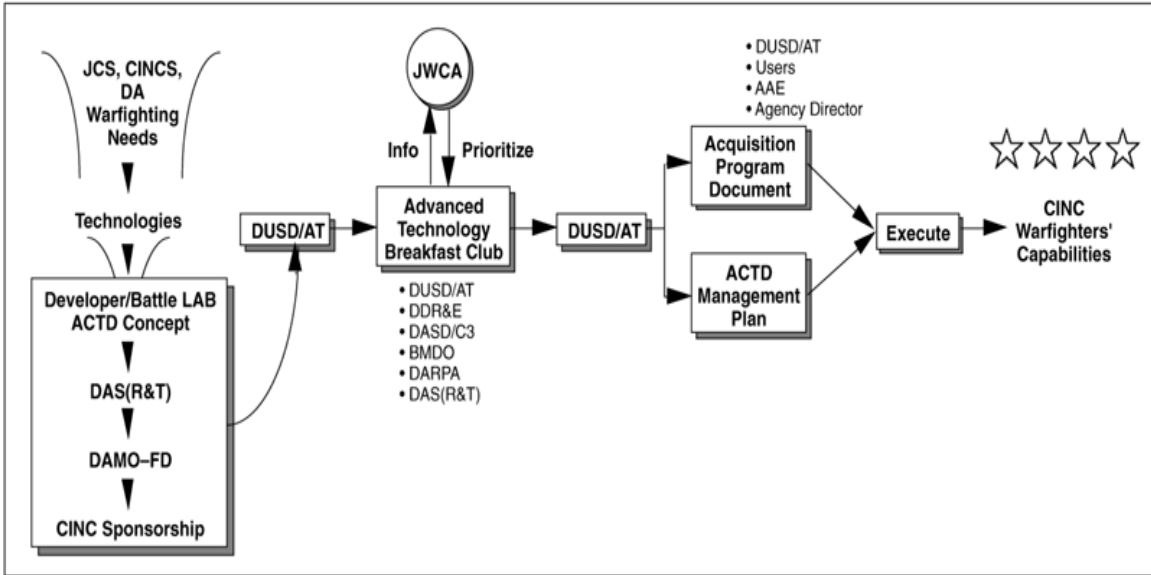 JCS, CINCS,
DA
Warfighting
Needs
Technologies
Developer/Battle LAB
ACTD Concept
DAS(R&T)
DAMO–FD
CINC Sponsorship
DUSD/AT
JWCA
Info
Prioritize
Advanced
Technology
Breakfast Club
• DUSD/AT
• DDR&E
• DASD/C3
• BMDO
• DARPA
• DAS(R&T)
DUSD/AT
• DUSD/AT
• Users
• AAE
• Agency Director
Acquisition
Program
Document
ACTD
Management
Plan
Execute
CINC
Warfighters'
Capabilities